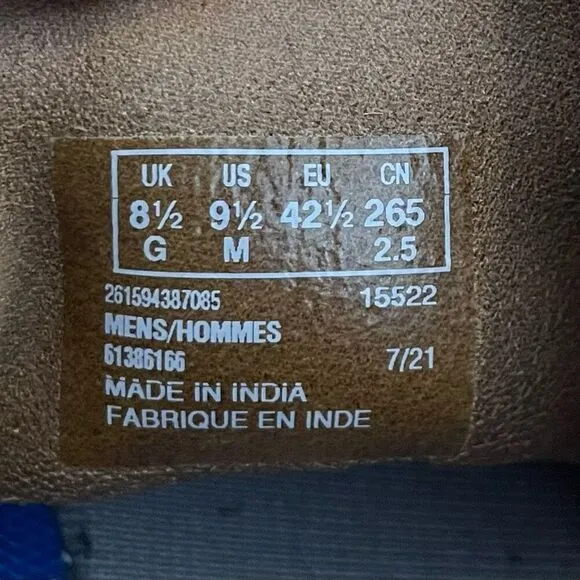 UK US EU CN
8½ 9½ 42½ 265
G M 2.5
261594387085 15522
MENS/HOMMES
61386166 7/21
MADE IN INDIA
FABRIQUE EN INDE